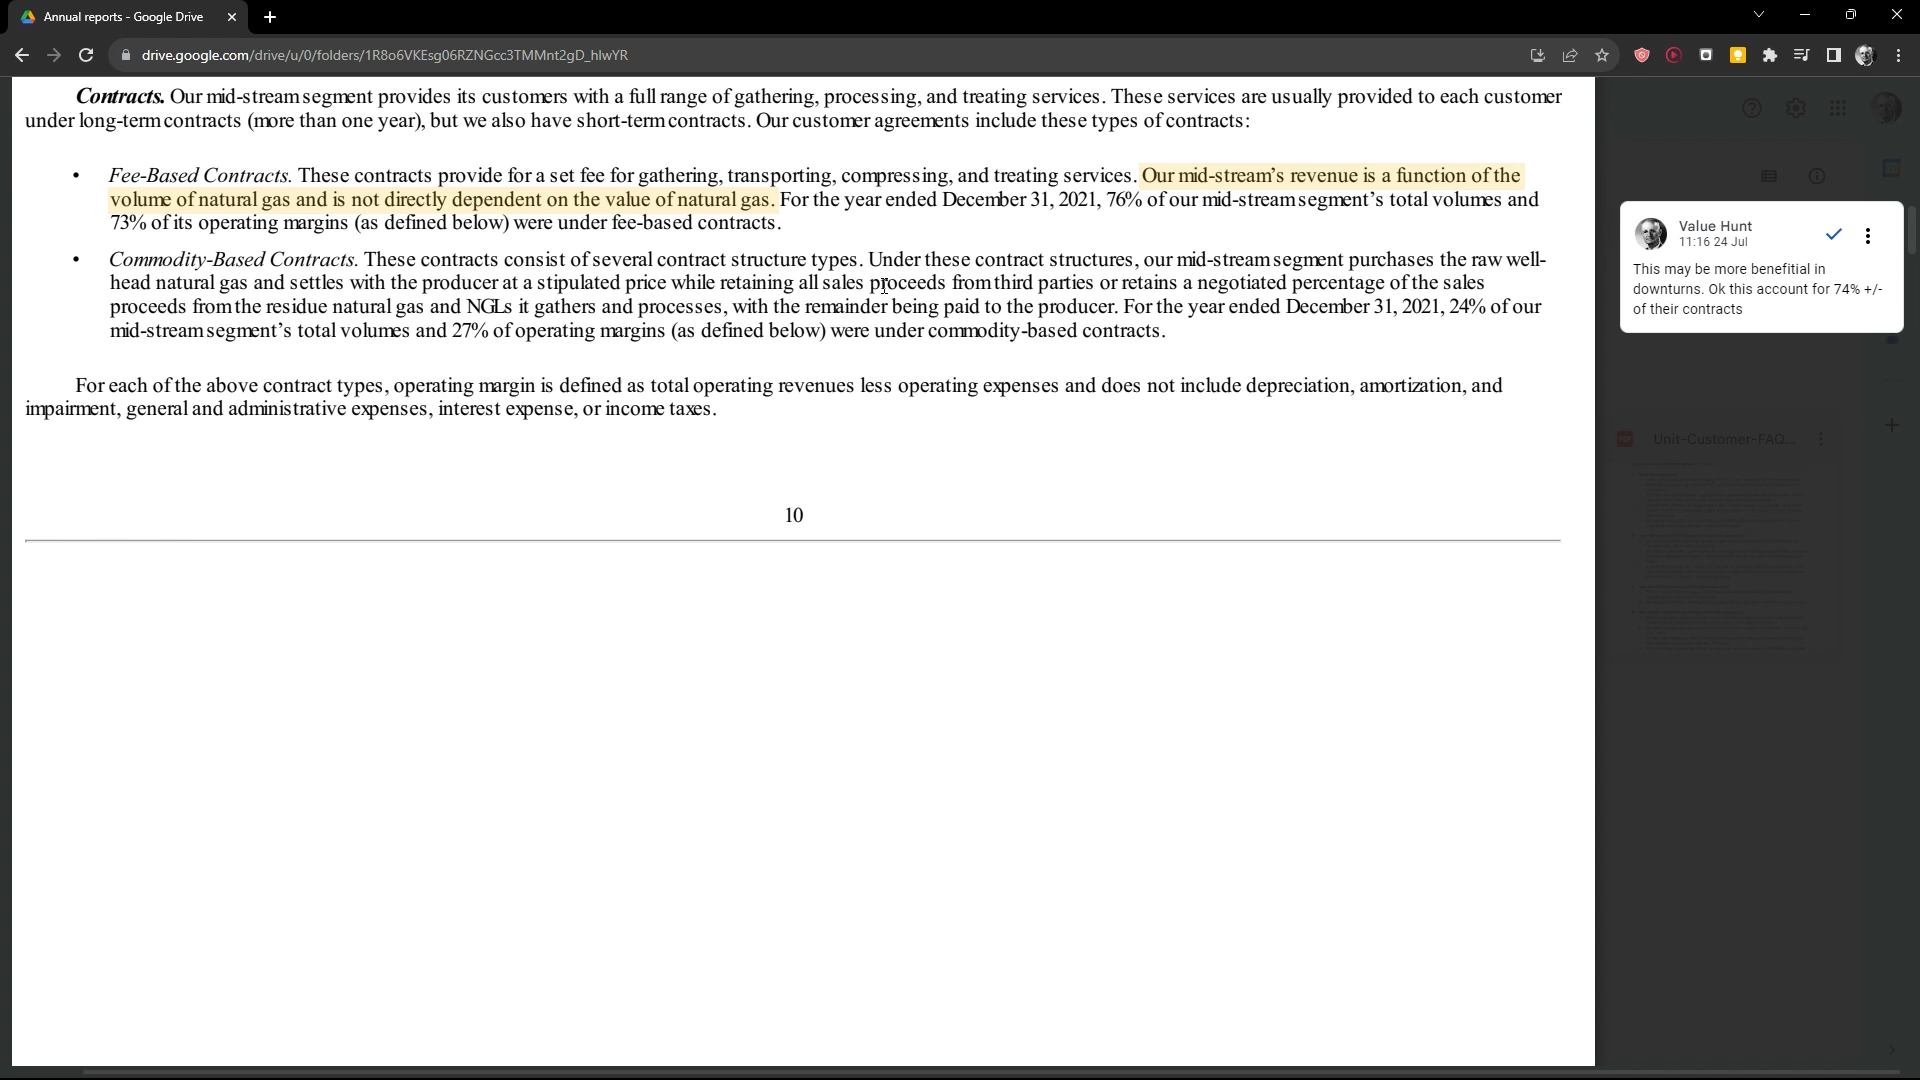 Annual reports - Google Drive
drive.google.com/drive/u/0/folders/1R8o6VKEsg06RZNGcc3TMMnt2gD_hlwYR
Contracts. Our mid-stream segment provides its customers with a full range of gathering, processing, and treating services. These services are usually provided to each customer
under long-term contracts (more than one year), but we also have short-term contracts. Our customer agreements include these types of contracts:
• Fee-Based Contracts. These contracts provide for a set fee for gathering, transporting, compressing, and treating services. Our mid-stream’s revenue is a function of the
volume of natural gas and is not directly dependent on the value of natural gas. For the year ended December 31, 2021, 76% of our mid-stream segment’s total volumes and
73% of its operating margins (as defined below) were under fee-based contracts.
• Commodity-Based Contracts. These contracts consist of several contract structure types. Under these contract structures, our mid-stream segment purchases the raw well-
head natural gas and settles with the producer at a stipulated price while retaining all sales proceeds from third parties or retains a negotiated percentage of the sales
proceeds from the residue natural gas and NGLs it gathers and processes, with the remainder being paid to the producer. For the year ended December 31, 2021, 24% of our
mid-stream segment’s total volumes and 27% of operating margins (as defined below) were under commodity-based contracts.
For each of the above contract types, operating margin is defined as total operating revenues less operating expenses and does not include depreciation, amortization, and
impairment, general and administrative expenses, interest expense, or income taxes.
10
Value Hunt
11:16 24 Jul
This may be more benefitial in
downturns. Ok this account for 74% +/-
of their contracts
Unit-Customer-FAQ...